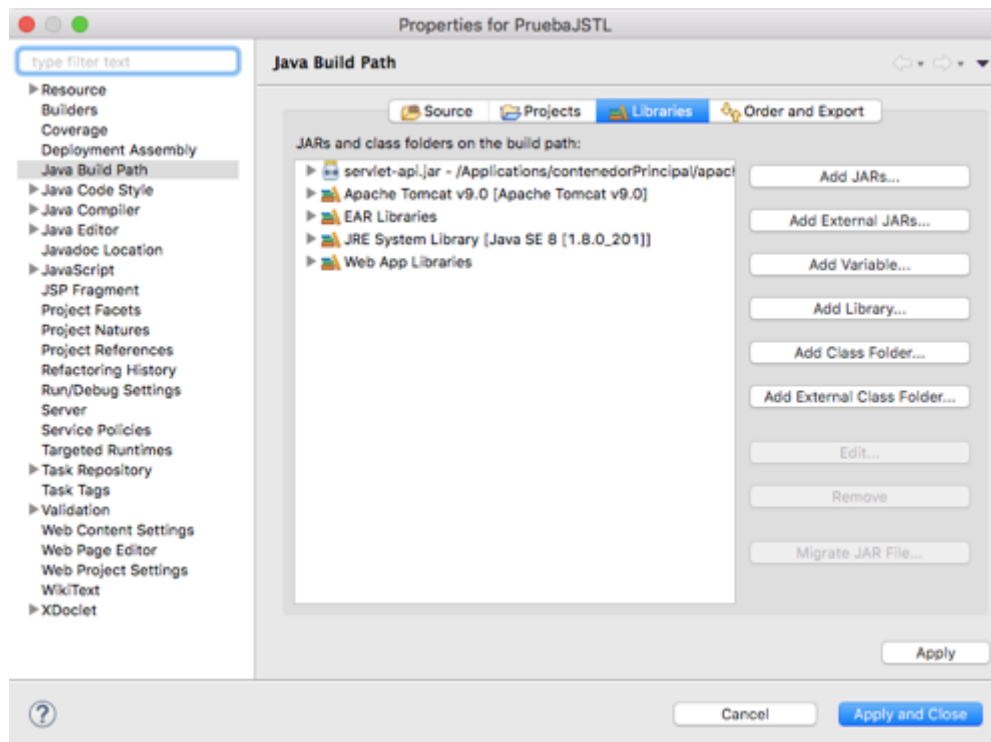 Properties for PruebaJSTL
type filter text
Resource
Builders
Coverage
Deployment Assembly
Java Build Path
Java Code Style
Java Compiler
Java Editor
Javadoc Location
JavaScript
JSP Fragment
Project Facets
Project Natures
Project References
Refactoring History
Run/Debug Settings
Server
Service Policies
Targeted Runtimes
Task Repository
Task Tags
Validation
Web Content Settings
Web Page Editor
Web Project Settings
WikiText
XDoclet
Java Build Path
Source Projects Libraries Order and Export
JARs and class folders on the build path:
servlet-api.jar - /Applications/contenedorPrincipal/apacl
Apache Tomcat v9.0 [Apache Tomcat v9.0]
EAR Libraries
JRE System Library [Java SE 8 [1.8.0_201]]
Web App Libraries
Add JARs...
Add External JARs...
Add Variable...
Add Library...
Add Class Folder...
Add External Class Folder...
Edit...
Remove
Migrate JAR File...
Apply
?
Cancel
Apply and Close